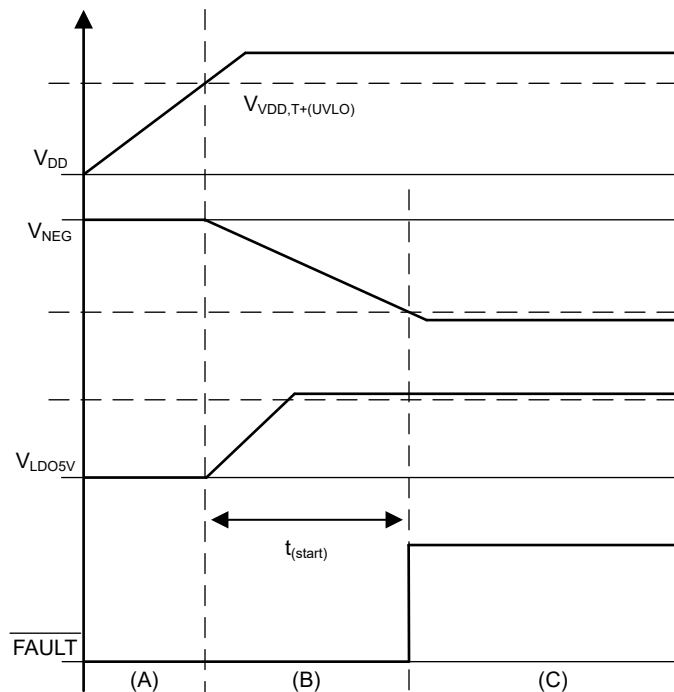 V_VDD,T+(UVLO)
V_DD
V_NEG
V_LDO5V
t_(start)
FAULT
(A) (B) (C)